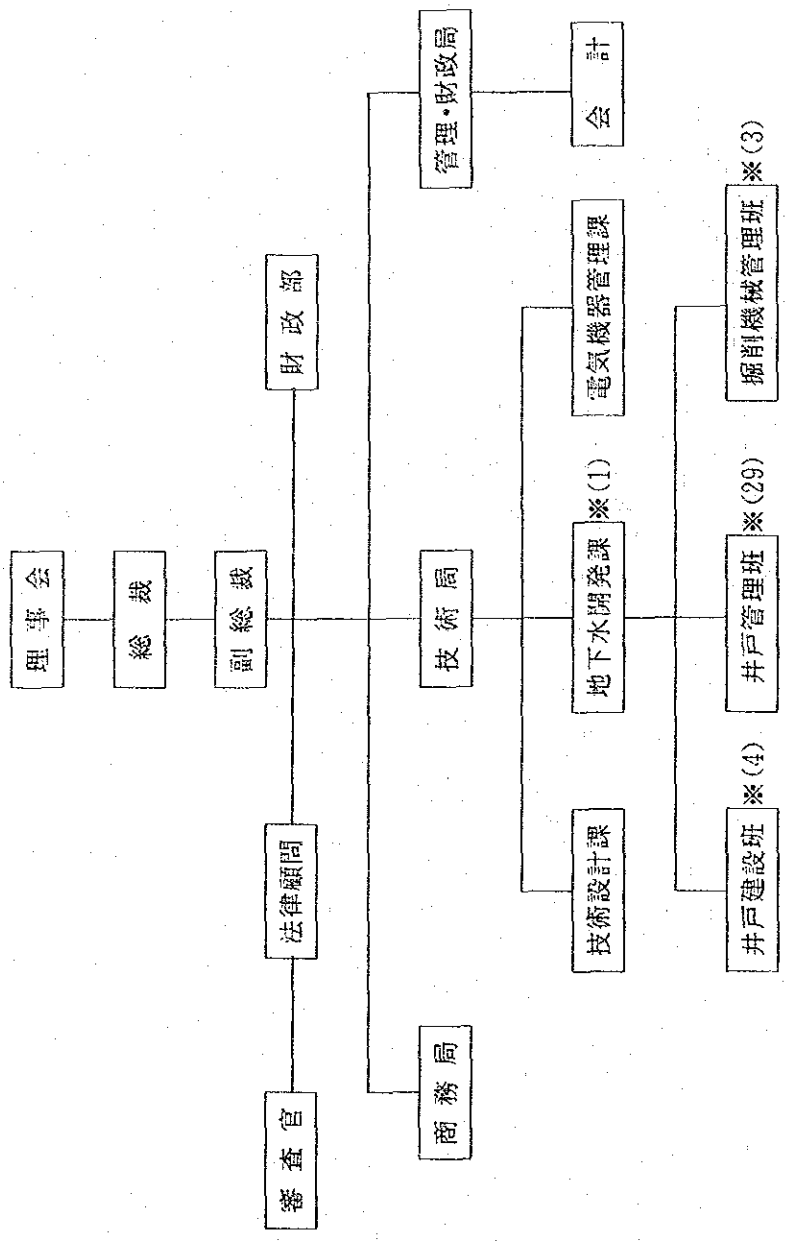 理事会
総裁
副総裁
審査官
法律顧問
財政部
商務局
技術局
管理・財政局
技術設計課
地下水開発課 ※(1)
電気機器管理課
会計
井戸建設班 ※(4)
井戸管理班 ※(29)
掘削機械管理班 ※(3)